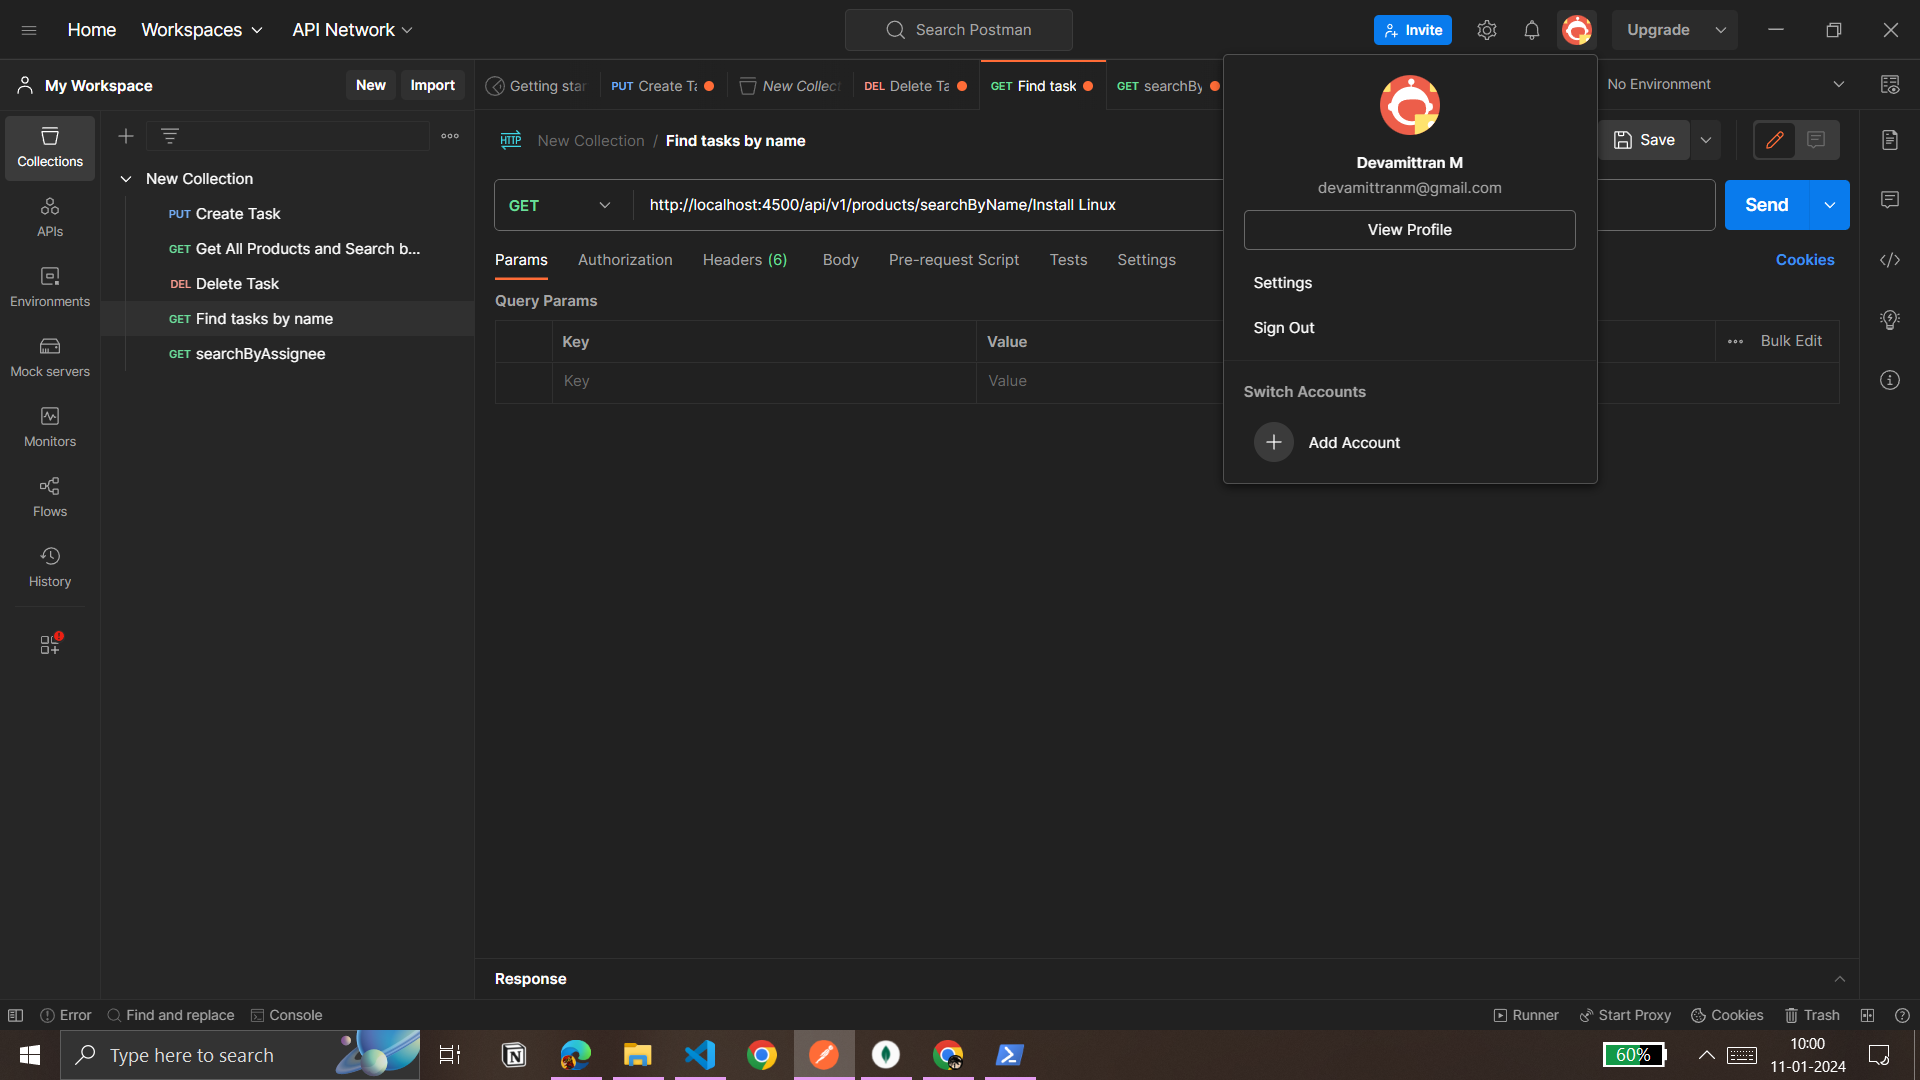 Home
Workspaces
API Network
Search Postman
Invite
Upgrade
My Workspace
New
Import
Getting star
PUT Create Ta
New Collect
DEL Delete Ta
GET Find task
GET searchBy
No Environment
Collections
APIs
Environments
Mock servers
Monitors
Flows
History
New Collection
PUT Create Task
GET Get All Products and Search b...
DEL Delete Task
GET Find tasks by name
GET searchByAssignee
HTTP New Collection / Find tasks by name
Save
GET
http://localhost:4500/api/v1/products/searchByName/Install Linux
Send
Params
Authorization
Headers (6)
Body
Pre-request Script
Tests
Settings
Cookies
Query Params
Key
Value
Bulk Edit
Key
Value
Devamittran M
devamittranm@gmail.com
View Profile
Settings
Sign Out
Switch Accounts
Add Account
Response
Error
Find and replace
Console
Runner
Start Proxy
Cookies
Trash
Type here to search
60%
10:00
11-01-2024